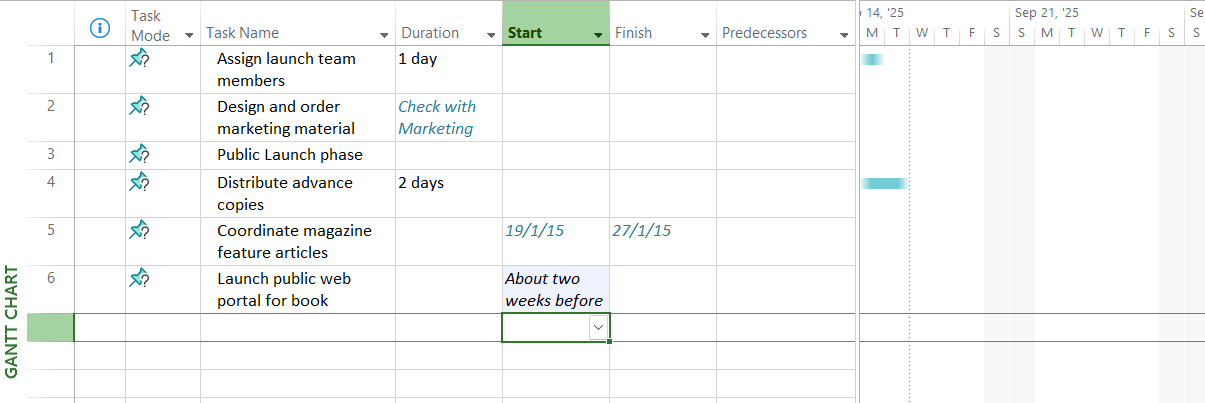 Task
Mode
Task Name
Duration
Start
Finish
Predecessors
14, '25
Sep 21, '25
Se
M T W T F S S M T W T F S S
1
Assign launch team
members
1 day
2
Design and order
marketing material
Check with
Marketing
3
Public Launch phase
4
Distribute advance
copies
2 days
5
Coordinate magazine
feature articles
19/1/15
27/1/15
6
Launch public web
portal for book
About two
weeks before
GANTT CHART